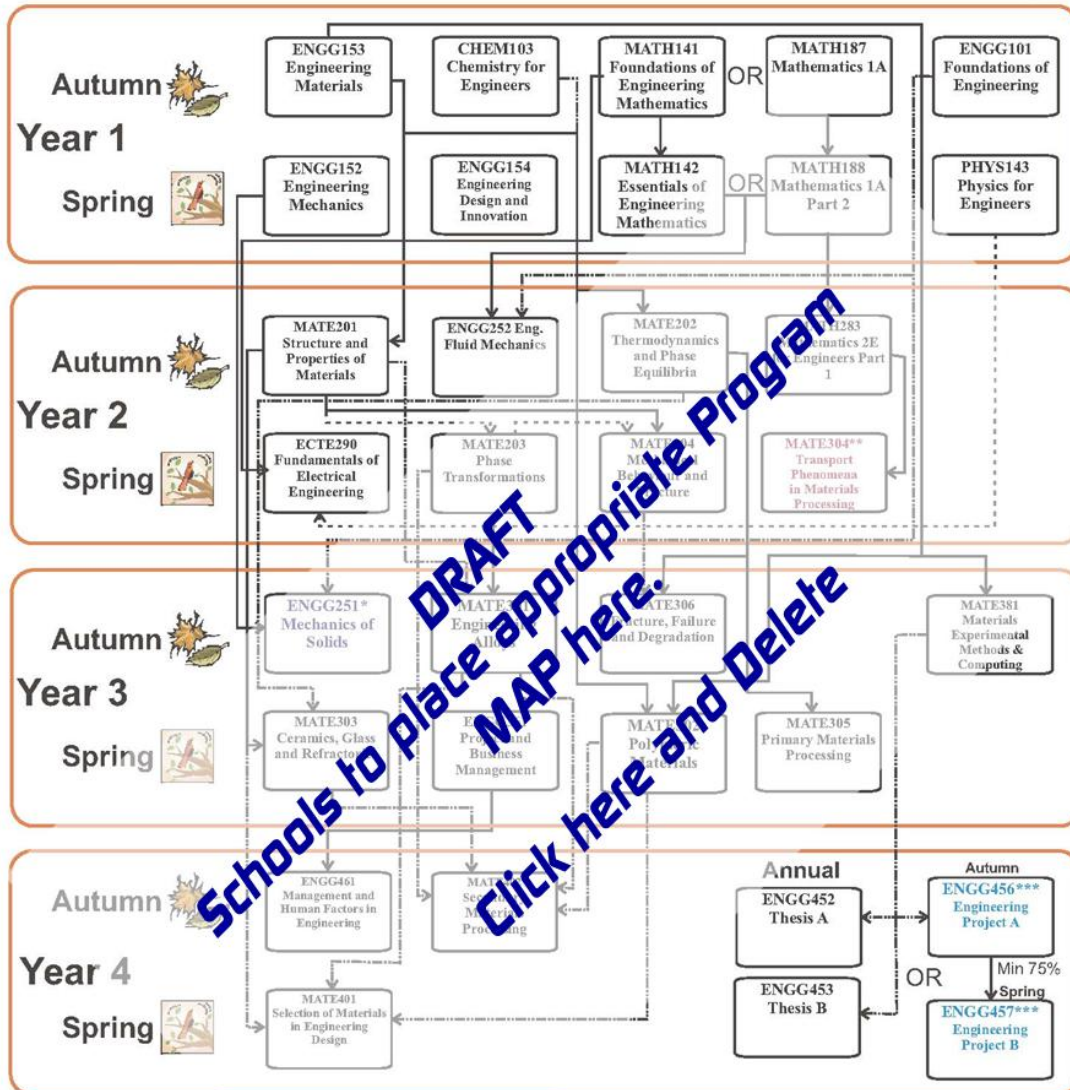 Autumn
Year 1
Spring
ENGG153
Engineering
Materials
CHEM103
Chemistry for
Engineers
MATH141
Foundations of
Engineering
Mathematics
OR
MATH187
Mathematics 1A
ENGG101
Foundations of
Engineering
ENGG152
Engineering
Mechanics
ENGG154
Engineering
Design and
Innovation
MATH142
Essentials of
Engineering
Mathematics
OR
MATH188
Mathematics 1A
Part 2
PHYS143
Physics for
Engineers
Autumn
Year 2
Spring
MATE201
Structure and
Properties of
Materials
ENGG252 Eng.
Fluid Mechanics
MATE202
Thermodynamics
and Phase
Equilibria
Mathematics 2E
Engineers Part
1
ECTE290
Fundamentals of
Electrical
Engineering
MATE203
Phase
Transformations
and
MATE304**
Transport
Phenomena
in Materials
Processing
Autumn
Year 3
Spring
ENGG251*
Mechanics of
Solids
MATE306
Failure
and Degradation
MATE381
Materials
Experimental
Methods &
Computing
MATE303
Ceramics, Glass
and
Business
Management
Materials
MATE305
Primary Materials
Processing
Autumn
Year 4
Spring
ENGG461
Management and
Human Factors in
Engineering
MATE401
Selection of Materials
in Engineering
Design
Annual
ENGG452
Thesis A
ENGG453
Thesis B
OR
Autumn
ENGG456***
Engineering
Project A
Min 75%
Spring
ENGG457***
Engineering
Project B
DRAFT
Schools to place appropriate Program
MAP here.
Click here and Delete